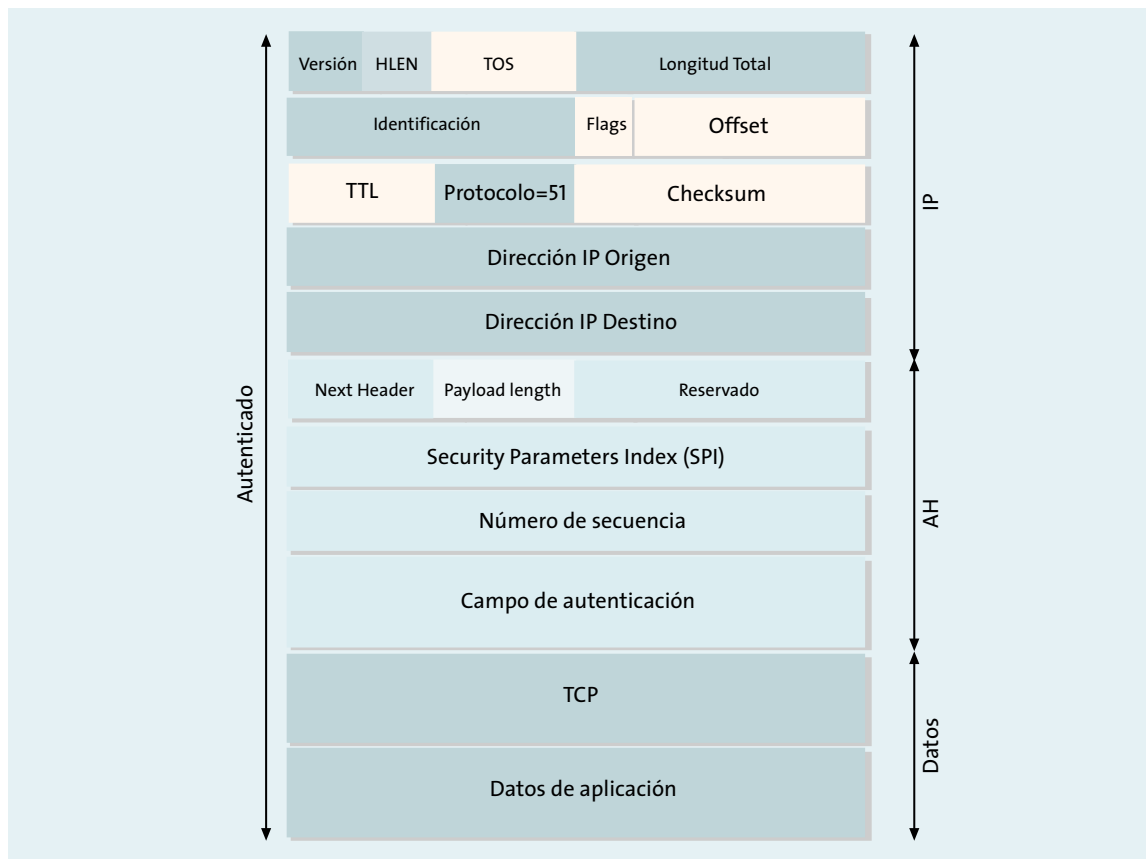 Versión HLEN TOS Longitud Total
Identificación Flags Offset
TTL Protocolo=51 Checksum
Dirección IP Origen
Dirección IP Destino
IP
Next Header Payload length Reservado
Security Parameters Index (SPI)
Número de secuencia
Campo de autenticación
AH
Autenticado
TCP
Datos de aplicación
Datos